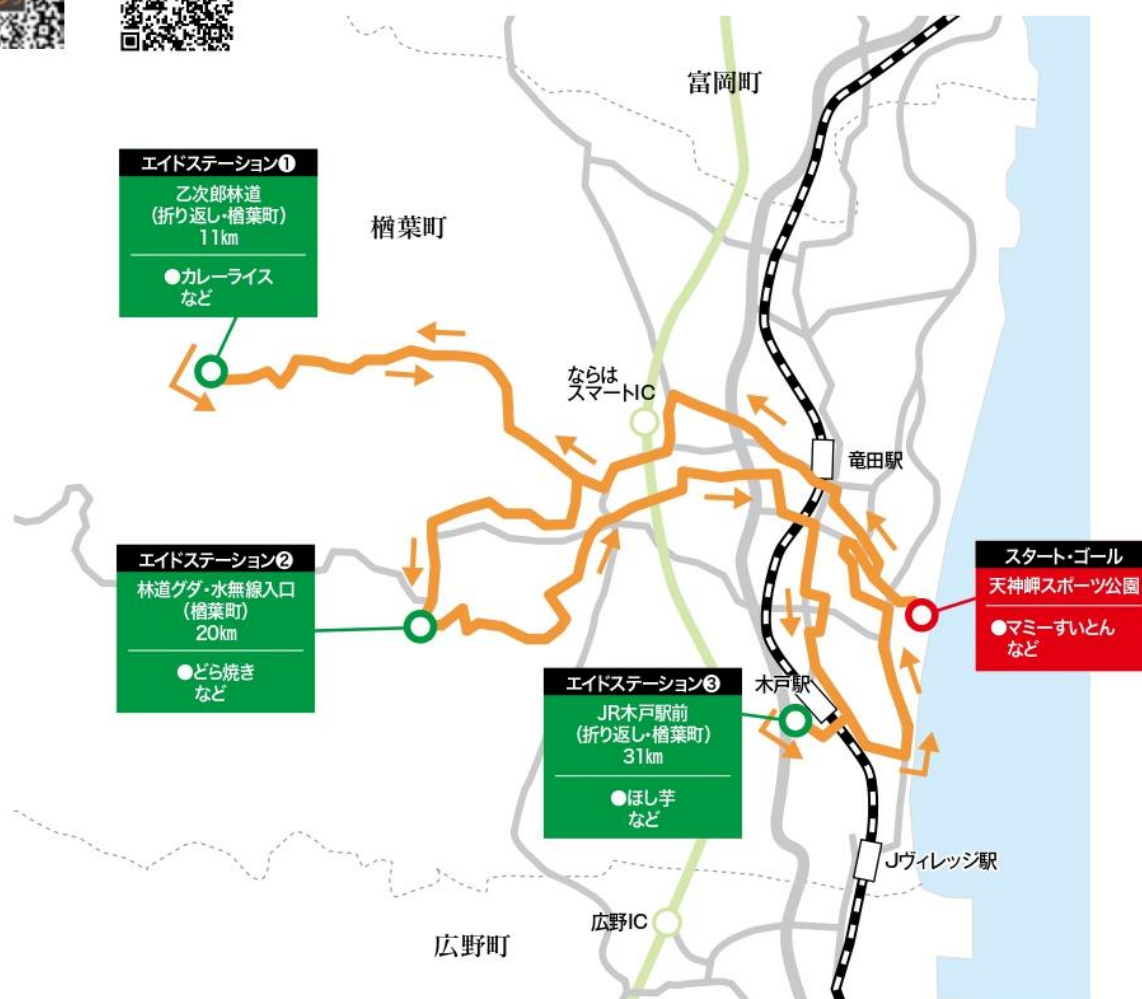 富岡町
エイドステーション❶
乙次郎林道
(折り返し・楢葉町)
11km
●カレーライス
など
楢葉町
ならは
スマートIC
竜田駅
エイドステーション❷
林道グダ・水無線入口
(楢葉町)
20km
●どら焼き
など
スタート・ゴール
天神岬スポーツ公園
●マミーすいとん
など
エイドステーション❸
JR木戸駅前
(折り返し・楢葉町)
31km
●ほし芋
など
木戸駅
Jヴィレッジ駅
広野IC
広野町